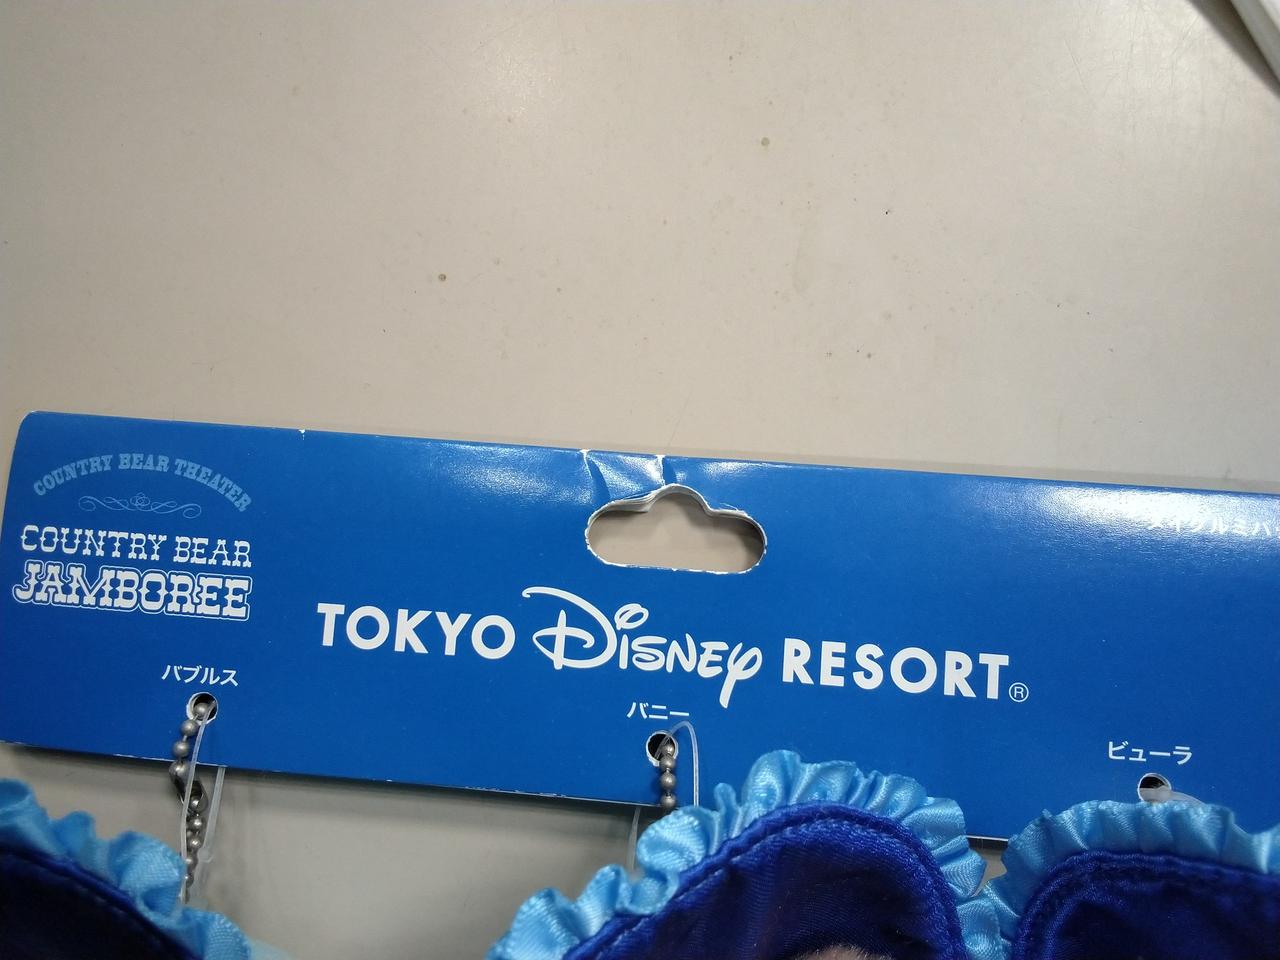 COUNTRY BEAR THEATER
COUNTRY BEAR
JAMBOREE
TOKYO Disney RESORT®
バブルス
バニー
ビューラ